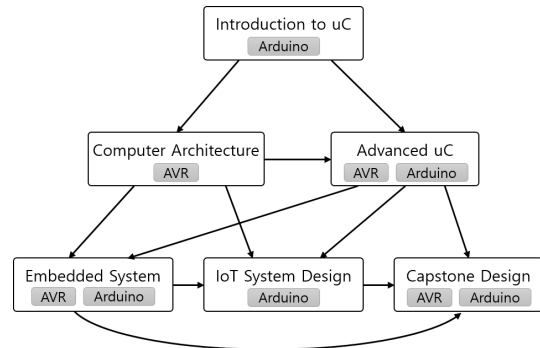 Introduction to uC
Arduino
Computer Architecture
AVR
Advanced uC
AVR Arduino
Embedded System
AVR Arduino
IoT System Design
Arduino
Capstone Design
AVR Arduino